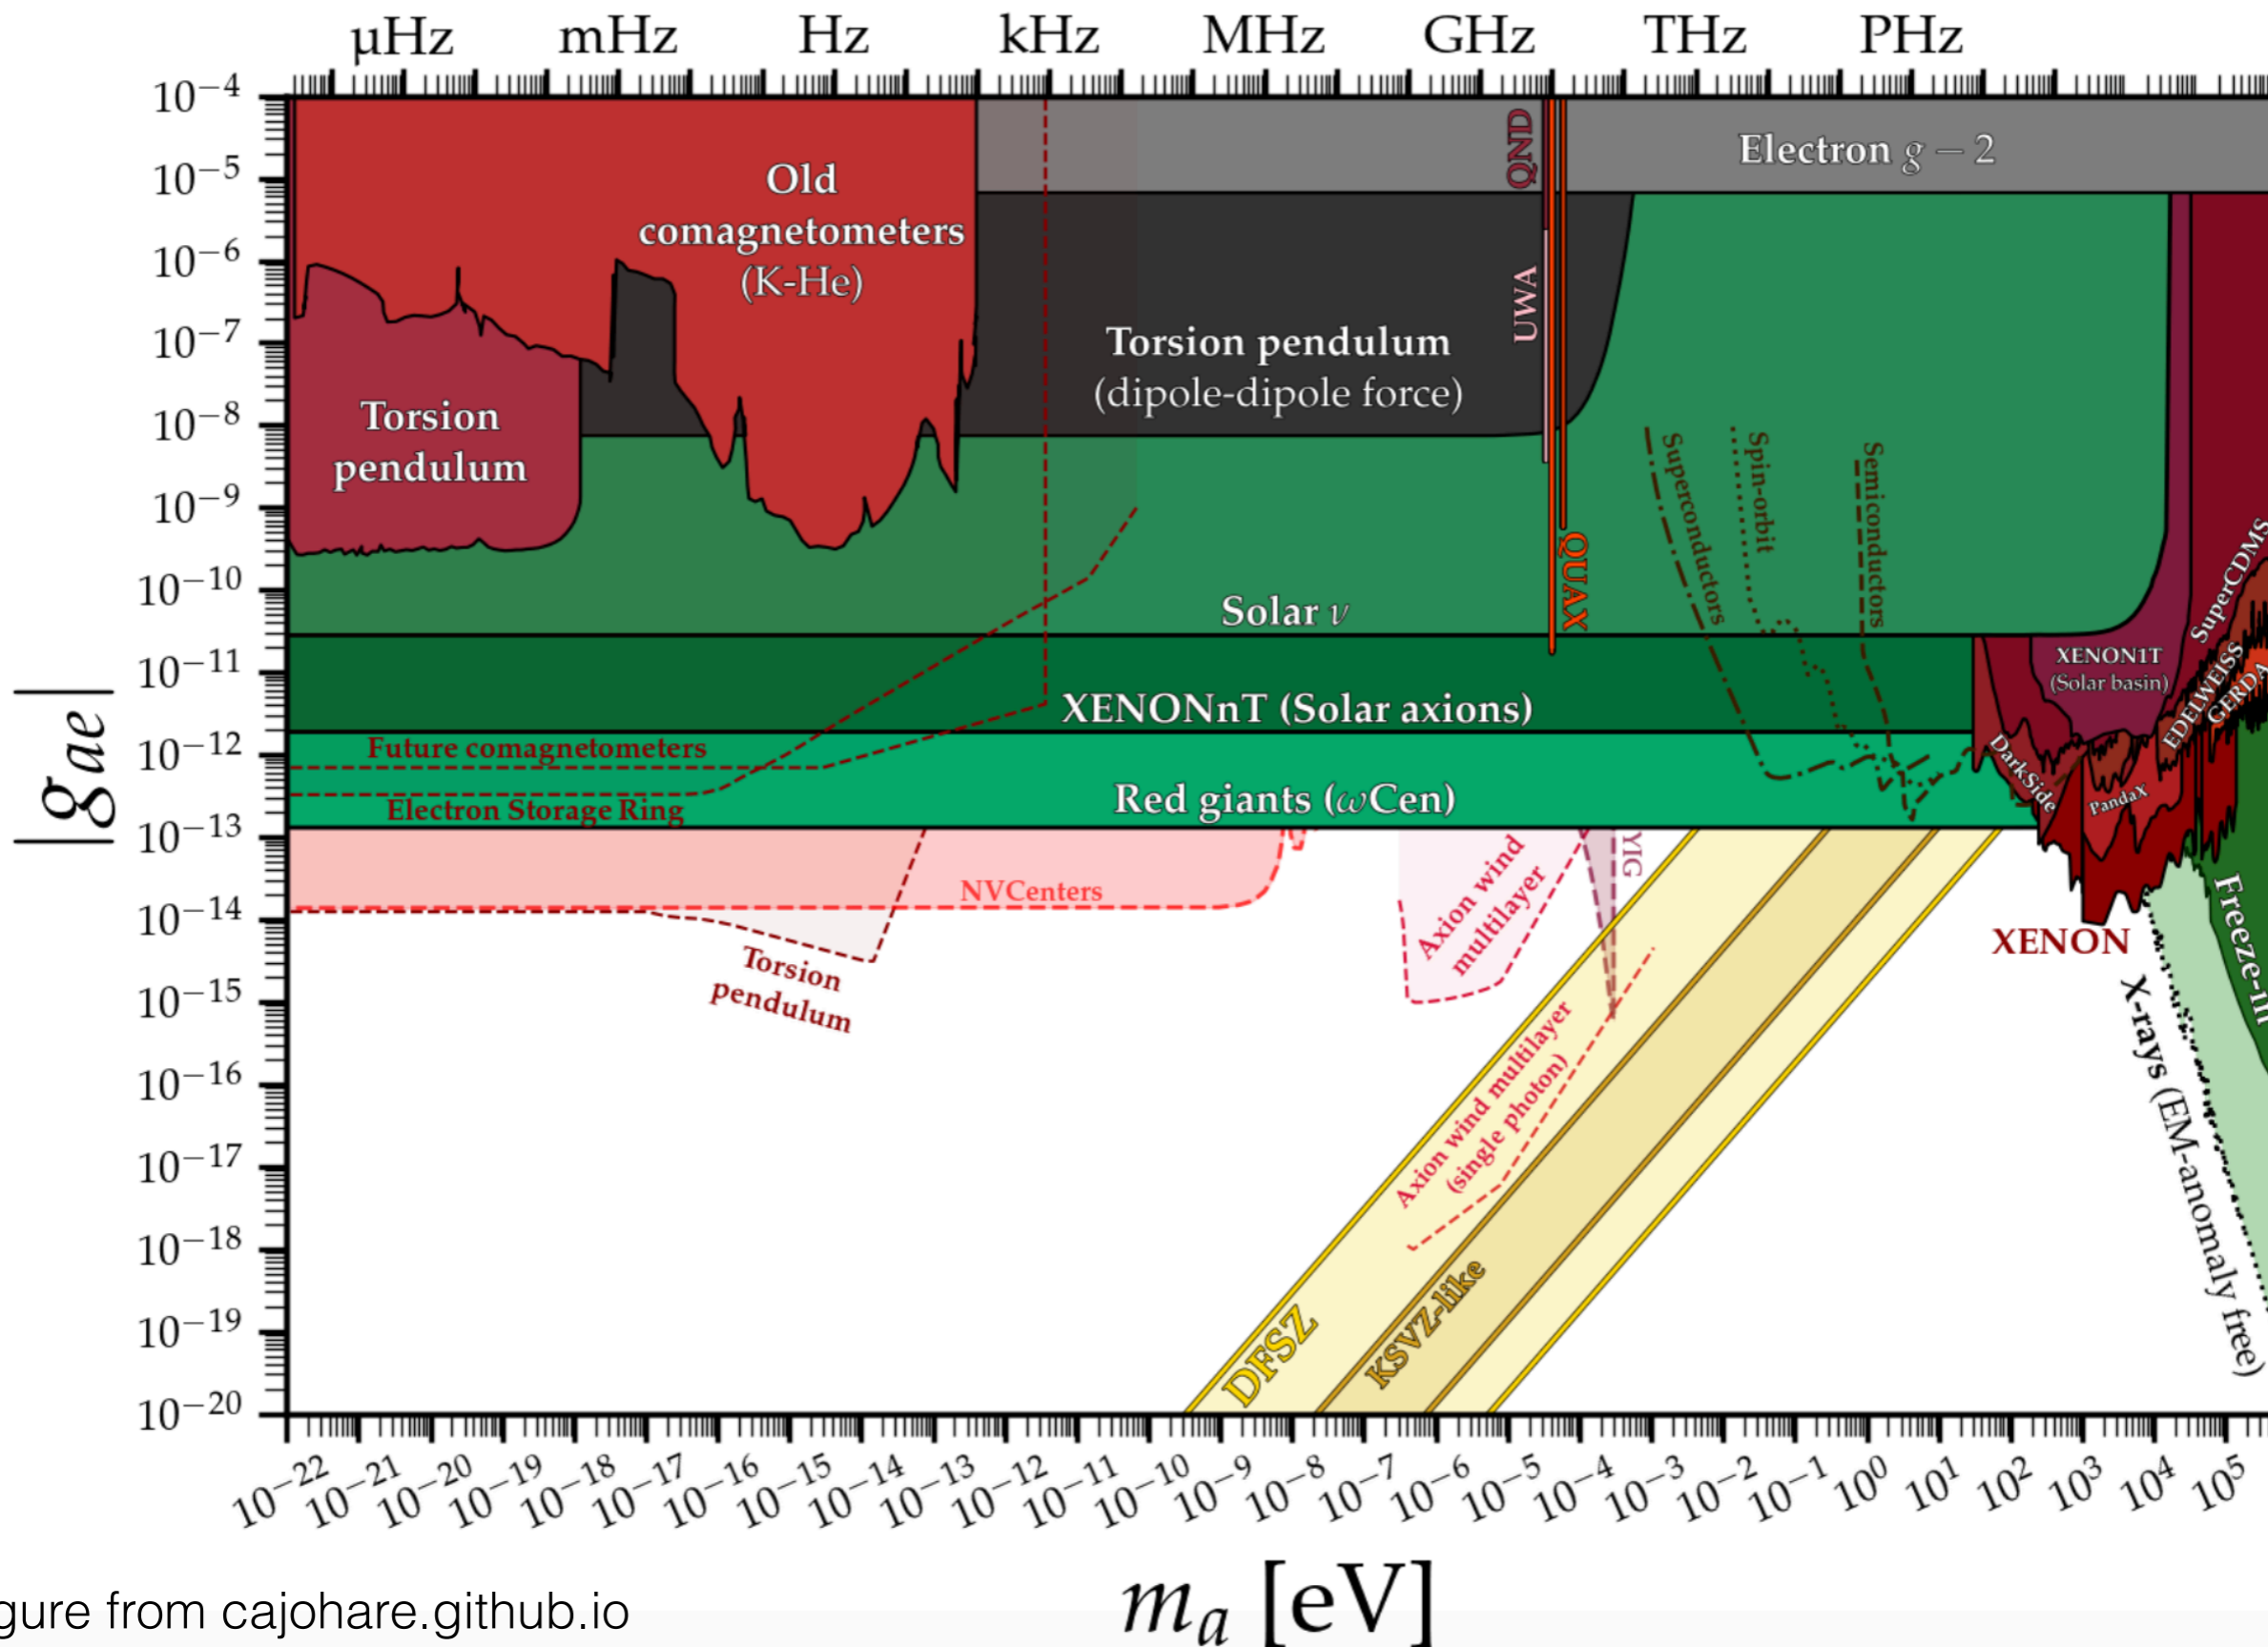 µHz mHz Hz kHz MHz GHz THz PHz
10−4
10−5
10−6
10−7
10−8
10−9
10−10
10−11
10−12
10−13
10−14
10−15
10−16
10−17
10−18
10−19
10−20
|gae|
Old
comagnetometers
(K-He)
Electron g − 2
QND
UWA
QUAX
Torsion pendulum
(dipole-dipole force)
Torsion
pendulum
Superconductors
Spin-orbit
Semiconductors
Solar ν
XENONnT (Solar axions)
Future comagnetometers
Electron Storage Ring
Red giants (ωCen)
XENON1T
(Solar basin)
SuperCDMS
EDELWEISS
GERDA
DarkSide
PandaX
NVCenters
Torsion
pendulum
Axion wind
multilayer
YIG
Axion wind multilayer
(single photon)
XENON
Freeze-in
X-rays (EM-anomaly free)
DFSZ
KSVZ-like
10−22 10−21 10−20 10−19 10−18 10−17 10−16 10−15 10−14 10−13 10−12 10−11 10−10 10−9 10−8 10−7 10−6 10−5 10−4 10−3 10−2 10−1 100 101 102 103 104 105
ma [eV]
gure from cajohare.github.io